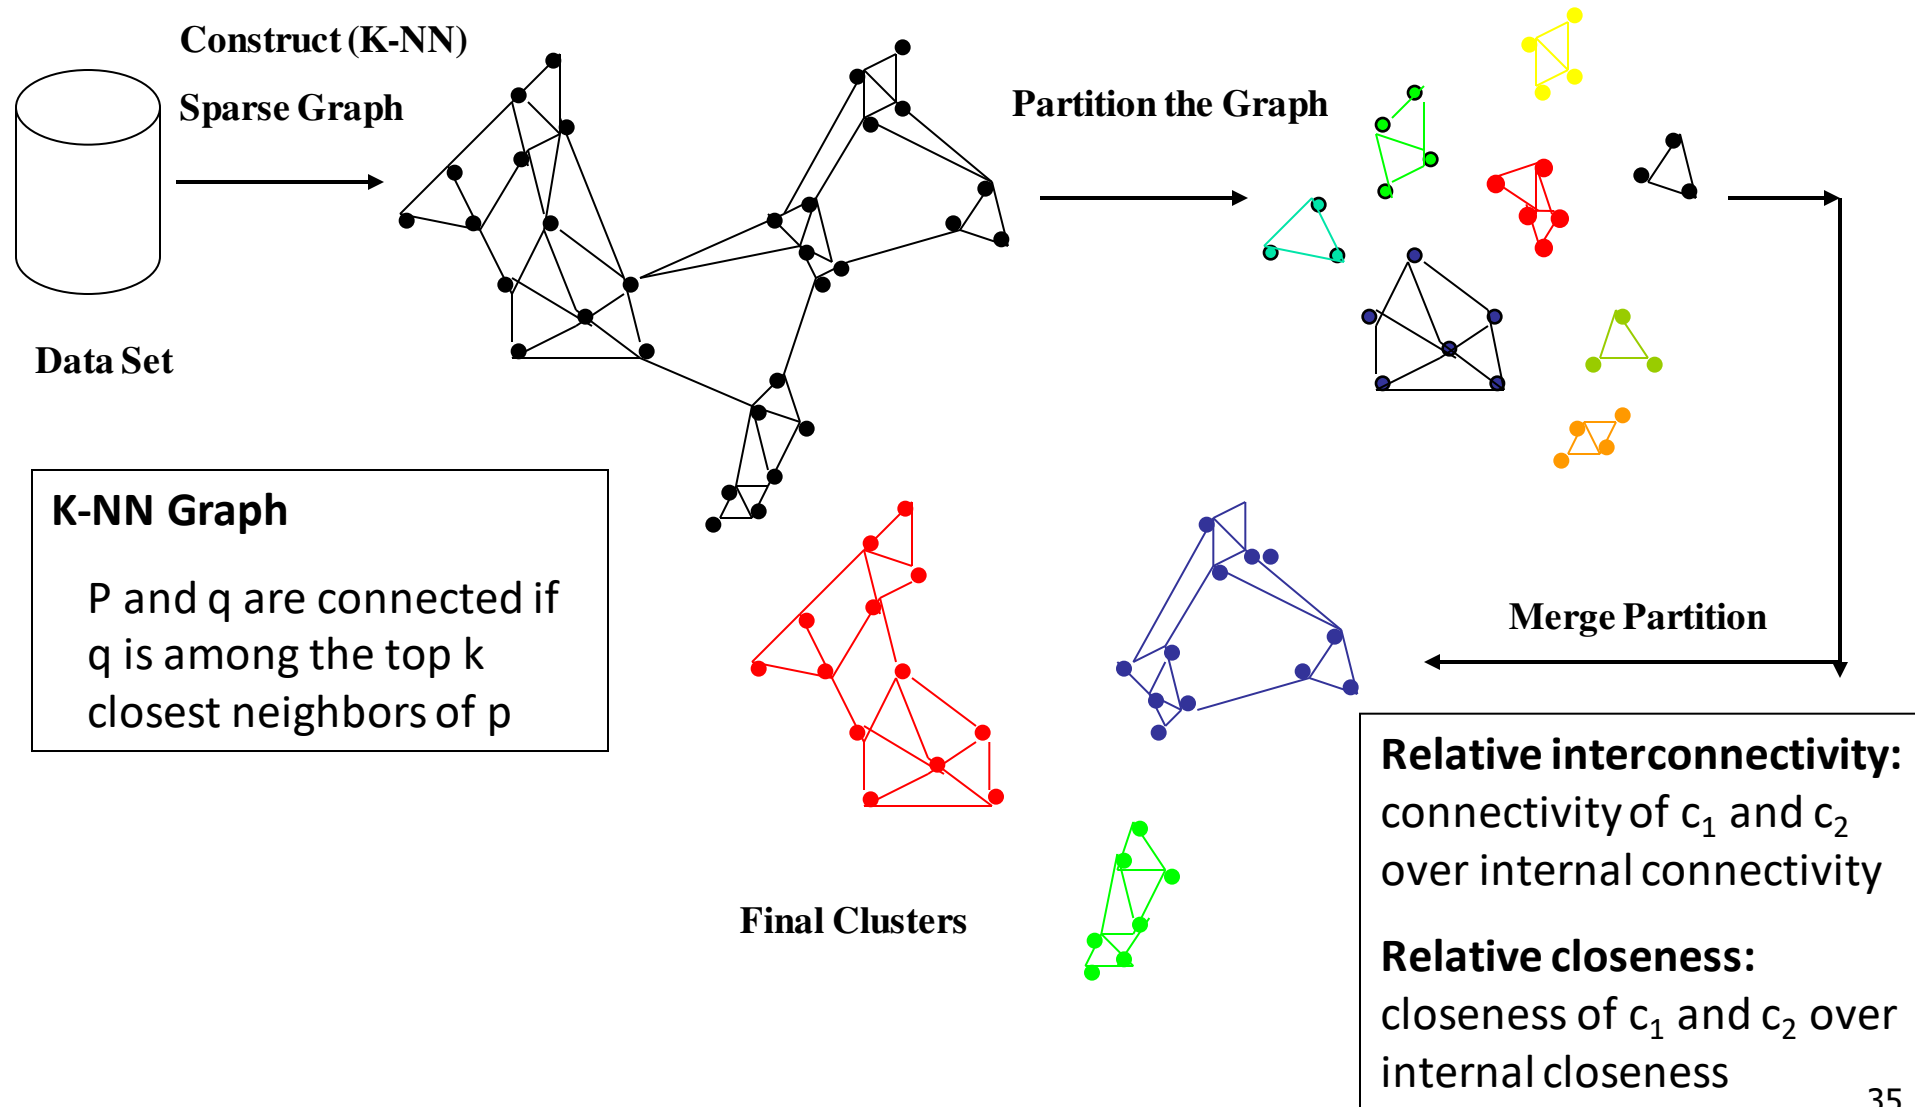 Construct (K-NN)
Sparse Graph
Partition the Graph
Data Set
K-NN Graph
P and q are connected if
q is among the top k
closest neighbors of p
Merge Partition
Final Clusters
Relative interconnectivity:
connectivity of c₁ and c₂
over internal connectivity
Relative closeness:
closeness of c₁ and c₂ over
internal closeness
35